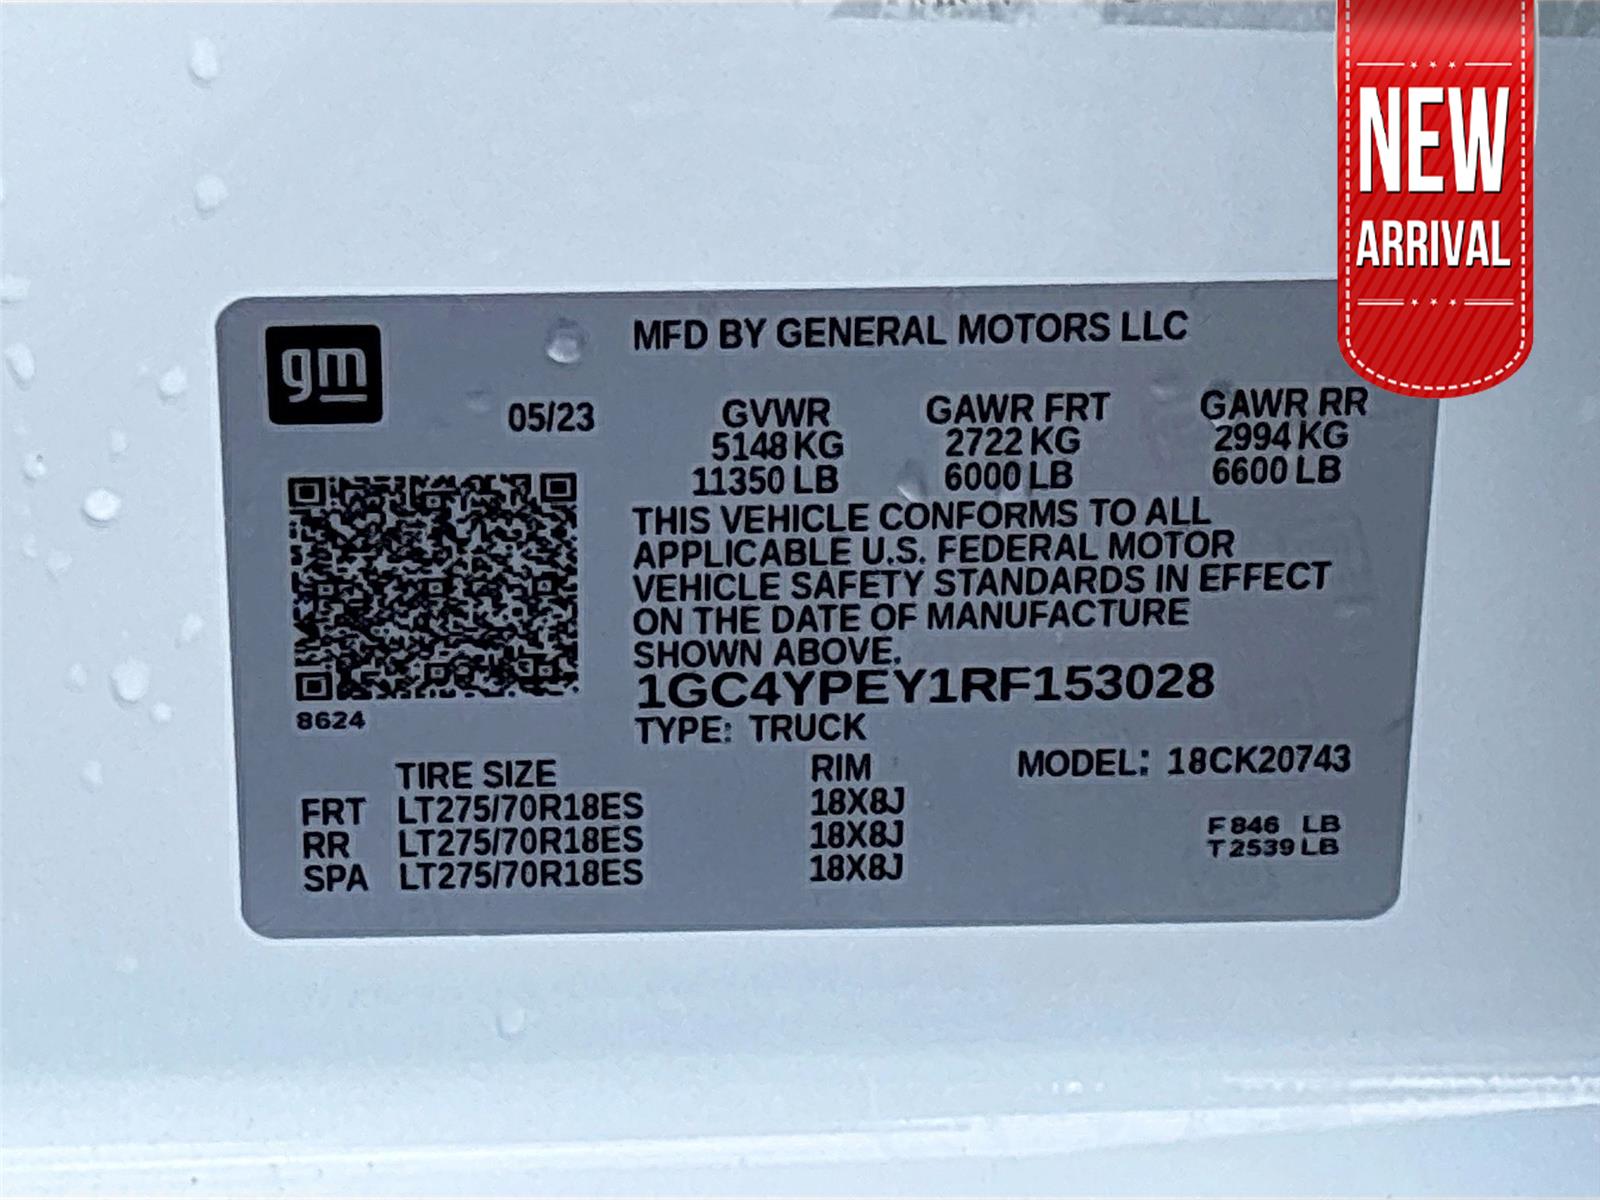 NEW
ARRIVAL
gm
MFD BY GENERAL MOTORS LLC
05/23
GVWR GAWR FRT GAWR RR
5148 KG 2722 KG 2994 KG
11350 LB 6000 LB 6600 LB
THIS VEHICLE CONFORMS TO ALL
APPLICABLE U.S. FEDERAL MOTOR
VEHICLE SAFETY STANDARDS IN EFFECT
ON THE DATE OF MANUFACTURE
SHOWN ABOVE.
1GC4YPEY1RF153028
8624
TYPE: TRUCK
TIRE SIZE RIM MODEL: 18CK20743
FRT LT275/70R18ES 18X8J
RR LT275/70R18ES 18X8J
SPA LT275/70R18ES 18X8J
F 846 LB
T 2539 LB